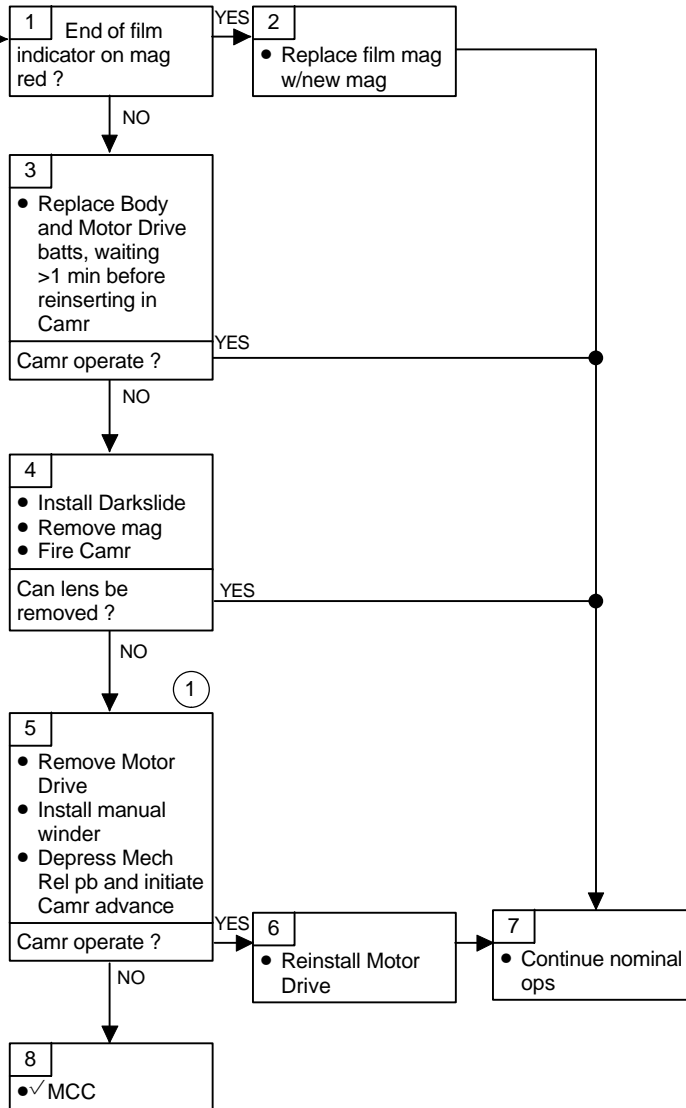 1 End of film
indicator on mag
red ?
YES
2
● Replace film mag
w/new mag
NO
3
● Replace Body
and Motor Drive
batts, waiting
>1 min before
reinserting in
Camr
Camr operate ?
YES
NO
4
● Install Darkslide
● Remove mag
● Fire Camr
Can lens be
removed ?
YES
NO
1
5
● Remove Motor
Drive
● Install manual
winder
● Depress Mech
Rel pb and initiate
Camr advance
Camr operate ?
YES
6
● Reinstall Motor
Drive
7
● Continue nominal
ops
NO
8
●√ MCC